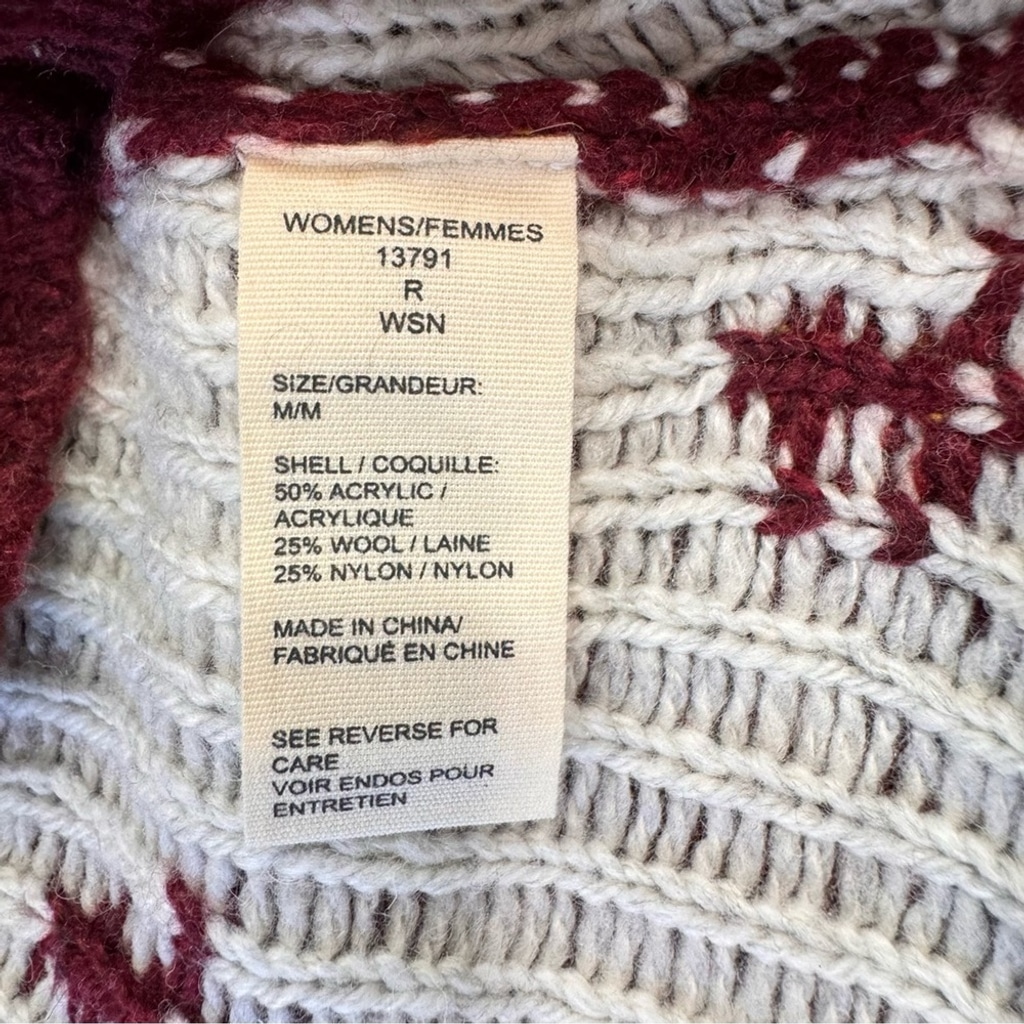 WOMENS/FEMMES
13791
R
WSN
SIZE/GRANDEUR:
M/M
SHELL / COQUILLE:
50% ACRYLIC /
ACRYLIQUE
25% WOOL / LAINE
25% NYLON / NYLON
MADE IN CHINA/
FABRIQUÉ EN CHINE
SEE REVERSE FOR
CARE
VOIR ENDOS POUR
ENTRETIEN